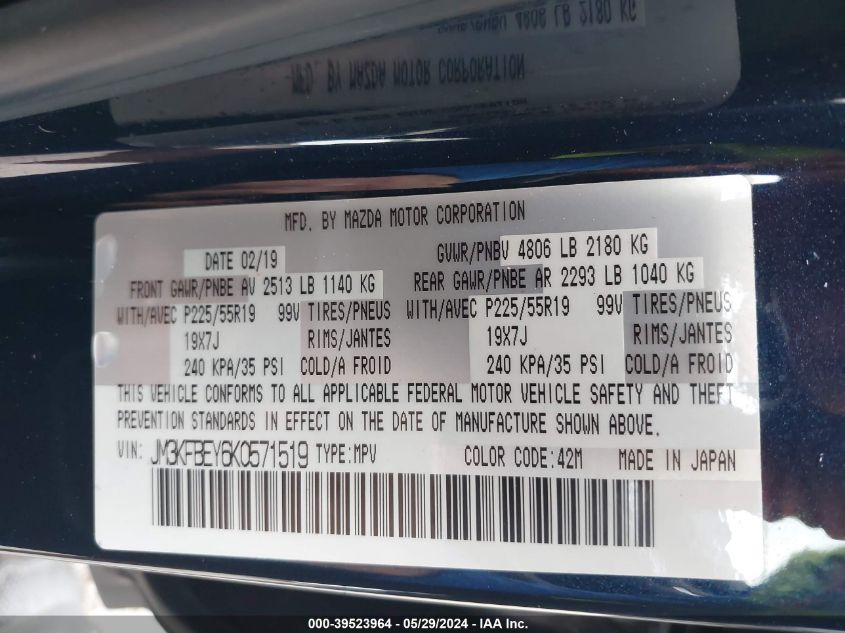 MFD. BY MAZDA MOTOR CORPORATION
DATE 02/19 GVWR/PNBV 4806 LB 2180 KG
FRONT GAWR/PNBE AV 2513 LB 1140 KG REAR GAWR/PNBE AR 2293 LB 1040 KG
WITH/AVEC P225/55R19 99V TIRES/PNEUS WITH/AVEC P225/55R19 99V TIRES/PNEUS
19X7J RIMS/JANTES 19X7J RIMS/JANTES
240 KPA/35 PSI COLD/A FROID 240 KPA/35 PSI COLD/A FROID
THIS VEHICLE CONFORMS TO ALL APPLICABLE FEDERAL MOTOR VEHICLE SAFETY AND THEFT
PREVENTION STANDARDS IN EFFECT ON THE DATE OF MANUFACTURE SHOWN ABOVE.
VIN: JM3KFBEY6K0571519 TYPE:MPV COLOR CODE:42M MADE IN JAPAN
000-39523964 - 05/29/2024 - IAA Inc.